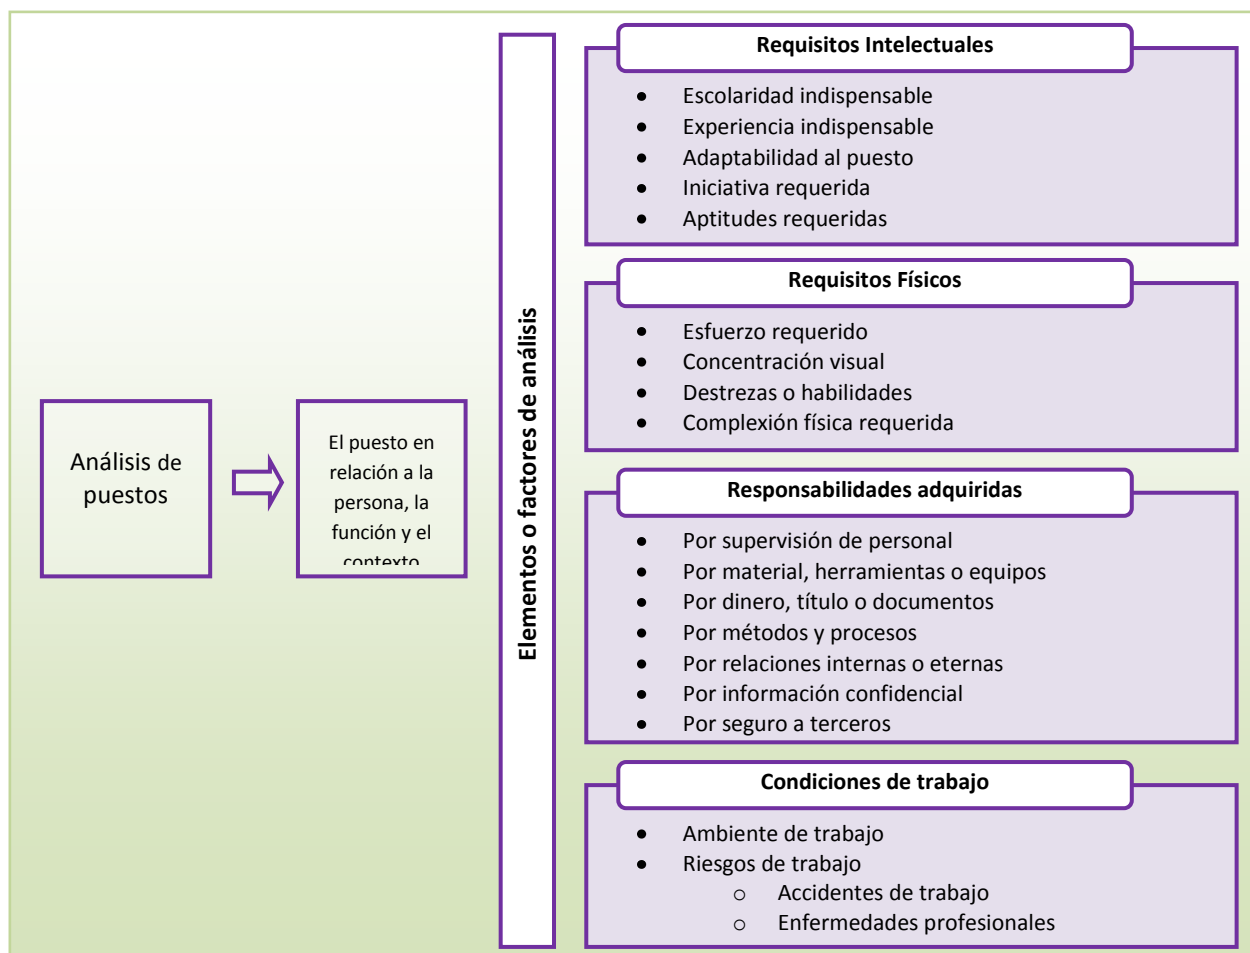 Análisis de
puestos
El puesto en
relación a la
persona, la
función y el
contexto
Elementos o factores de análisis
Requisitos Intelectuales
• Escolaridad indispensable
• Experiencia indispensable
• Adaptabilidad al puesto
• Iniciativa requerida
• Aptitudes requeridas
Requisitos Físicos
• Esfuerzo requerido
• Concentración visual
• Destrezas o habilidades
• Complexión física requerida
Responsabilidades adquiridas
• Por supervisión de personal
• Por material, herramientas o equipos
• Por dinero, título o documentos
• Por métodos y procesos
• Por relaciones internas o eternas
• Por información confidencial
• Por seguro a terceros
Condiciones de trabajo
• Ambiente de trabajo
• Riesgos de trabajo
o Accidentes de trabajo
o Enfermedades profesionales